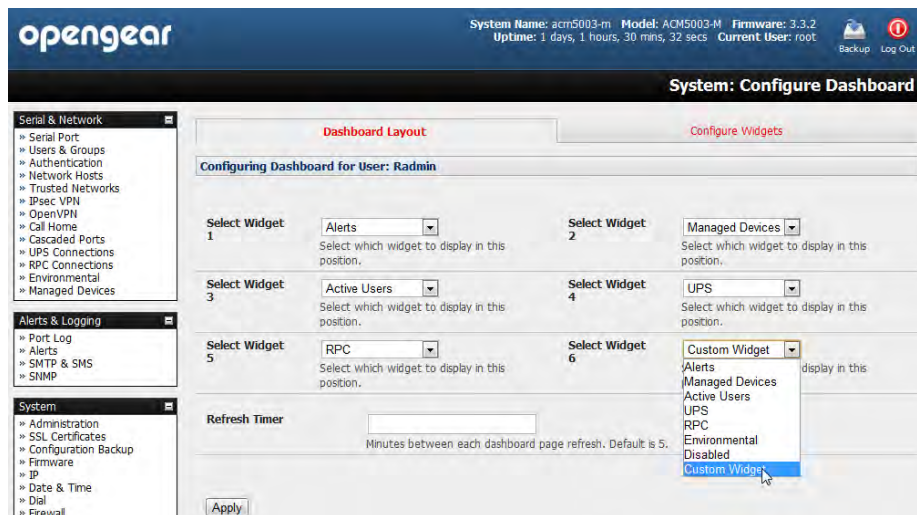 opengear
System Name: acm5003-m Model: ACM5003-M Firmware: 3.3.2
Uptime: 1 days, 1 hours, 30 mins, 32 secs Current User: root
Backup Log Out
System: Configure Dashboard
Serial & Network
» Serial Port
» Users & Groups
» Authentication
» Network Hosts
» Trusted Networks
» IPsec VPN
» OpenVPN
» Call Home
» Cascaded Ports
» UPS Connections
» RPC Connections
» Environmental
» Managed Devices
Alerts & Logging
» Port Log
» Alerts
» SMTP & SMS
» SNMP
System
» Administration
» SSL Certificates
» Configuration Backup
» Firmware
» IP
» Date & Time
» Dial
» Firewall
Dashboard Layout
Configure Widgets
Configuring Dashboard for User: Radmin
Select Widget
1
Alerts
Select which widget to display in this
position.
Select Widget
2
Managed Devices
Select which widget to display in this
position.
Select Widget
3
Active Users
Select which widget to display in this
position.
Select Widget
4
UPS
Select which widget to display in this
position.
Select Widget
5
RPC
Select which widget to display in this
position.
Select Widget
6
Custom Widget
display in this
Alerts
Managed Devices
Active Users
UPS
RPC
Environmental
Disabled
Custom Widget
Refresh Timer
Minutes between each dashboard page refresh. Default is 5.
Apply